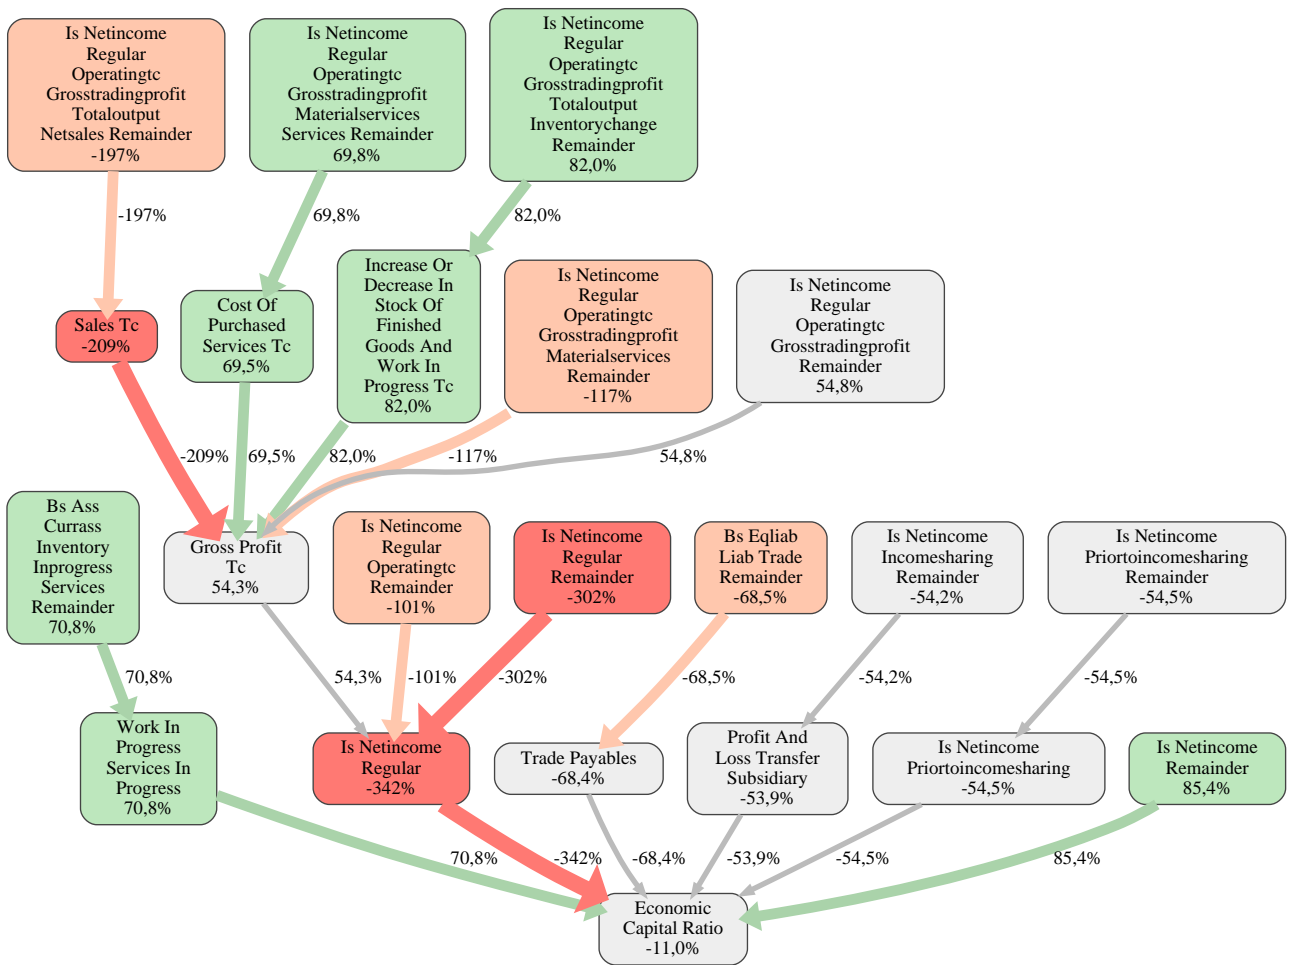 Is Netincome
Regular
Operatingtc
Grosstradingprofit
Totaloutput
Netsales Remainder
-197%
Is Netincome
Regular
Operatingtc
Grosstradingprofit
Materialservices
Services Remainder
69,8%
Is Netincome
Regular
Operatingtc
Grosstradingprofit
Totaloutput
Inventorychange
Remainder
82,0%
-197%
69,8%
82,0%
Sales Tc
-209%
Cost Of
Purchased
Services Tc
69,5%
Increase Or
Decrease In
Stock Of
Finished
Goods And
Work In
Progress Tc
82,0%
Is Netincome
Regular
Operatingtc
Grosstradingprofit
Materialservices
Remainder
-117%
Is Netincome
Regular
Operatingtc
Grosstradingprofit
Remainder
54,8%
-209%
69,5%
82,0%
-117%
54,8%
Bs Ass
Currass
Inventory
Inprogress
Services
Remainder
70,8%
Gross Profit
Tc
54,3%
Is Netincome
Regular
Operatingtc
Remainder
-101%
Is Netincome
Regular
Remainder
-302%
Bs Eqliab
Liab Trade
Remainder
-68,5%
Is Netincome
Incomesharing
Remainder
-54,2%
Is Netincome
Priortoincomesharing
Remainder
-54,5%
70,8%
54,3%
-101%
-302%
-68,5%
-54,2%
-54,5%
Work In
Progress
Services In
Progress
70,8%
Is Netincome
Regular
-342%
Trade Payables
-68,4%
Profit And
Loss Transfer
Subsidiary
-53,9%
Is Netincome
Priortoincomesharing
-54,5%
Is Netincome
Remainder
85,4%
70,8%
-342%
-68,4%
-53,9%
-54,5%
85,4%
Economic
Capital Ratio
-11,0%